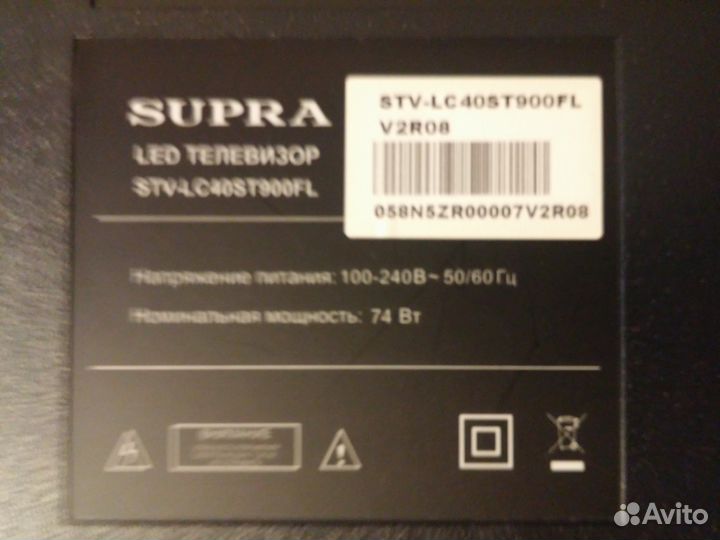 SUPRA
LED ТЕЛЕВИЗОР
STV-LC40ST900FL
STV-LC40ST900FL
V2R08
058N5ZR00007V2R08
Напряжение питания: 100-240В ~ 50/60 Гц
Номинальная мощность: 74 Вт
Avito